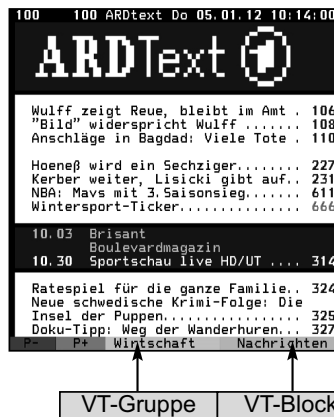 100 100 ARDtext Do 05.01.12 10:14:00
ARDText 1
Wulff zeigt Reue, bleibt im Amt . 106
"Bild" widerspricht Wulff ....... 108
Anschläge in Bagdad: Viele Tote . 110
Hoeneß wird ein Sechziger........ 227
Kerber weiter, Lisicki gibt auf.. 231
NBA: Mavs mit 3.Saisonsieg....... 611
Wintersport-Ticker............... 666
10.03 Brisant
Boulevardmagazin
10.30 Sportschau live HD/UT .... 314
Ratespiel für die ganze Familie.. 324
Neue schwedische Krimi-Folge: Die
Insel der Puppen................. 325
Doku-Tipp: Weg der Wanderhuren... 327
P- P+ Wirtschaft Nachrichten
VT-Gruppe VT-Block